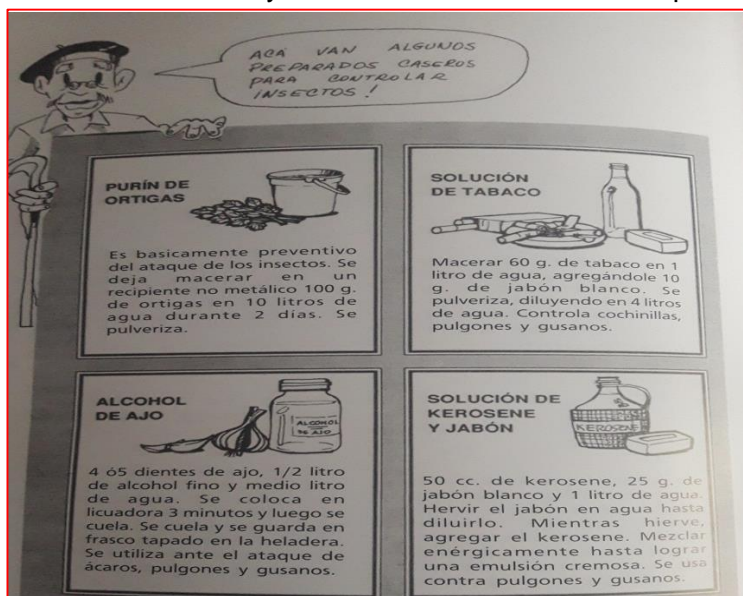 ACÁ VAN ALGUNOS
PREPARADOS CASEROS
PARA CONTROLAR
INSECTOS!
PURÍN DE
ORTIGAS
Es basicamente preventivo
del ataque de los insectos. Se
deja macerar en un
recipiente no metálico 100 g.
de ortigas en 10 litros de
agua durante 2 días. Se
pulveriza.
SOLUCIÓN
DE TABACO
Macerar 60 g. de tabaco en 1
litro de agua, agregándole 10
g. de jabón blanco. Se
pulveriza, diluyendo en 4 litros
de agua. Controla cochinillas,
pulgones y gusanos.
ALCOHOL
DE AJO
ALCOHOL
DE AJO
4 ó5 dientes de ajo, 1/2 litro
de alcohol fino y medio litro
de agua. Se coloca en
licuadora 3 minutos y luego se
cuela. Se cuela y se guarda en
frasco tapado en la heladera.
Se utiliza ante el ataque de
ácaros, pulgones y gusanos.
SOLUCIÓN DE
KEROSENE
Y JABÓN
KEROSENE
50 cc. de kerosene, 25 g. de
jabón blanco y 1 litro de agua.
Hervir el jabón en agua hasta
diluirlo. Mientras hierve,
agregar el kerosene. Mezclar
enérgicamente hasta lograr
una emulsión cremosa. Se usa
contra pulgones y gusanos.